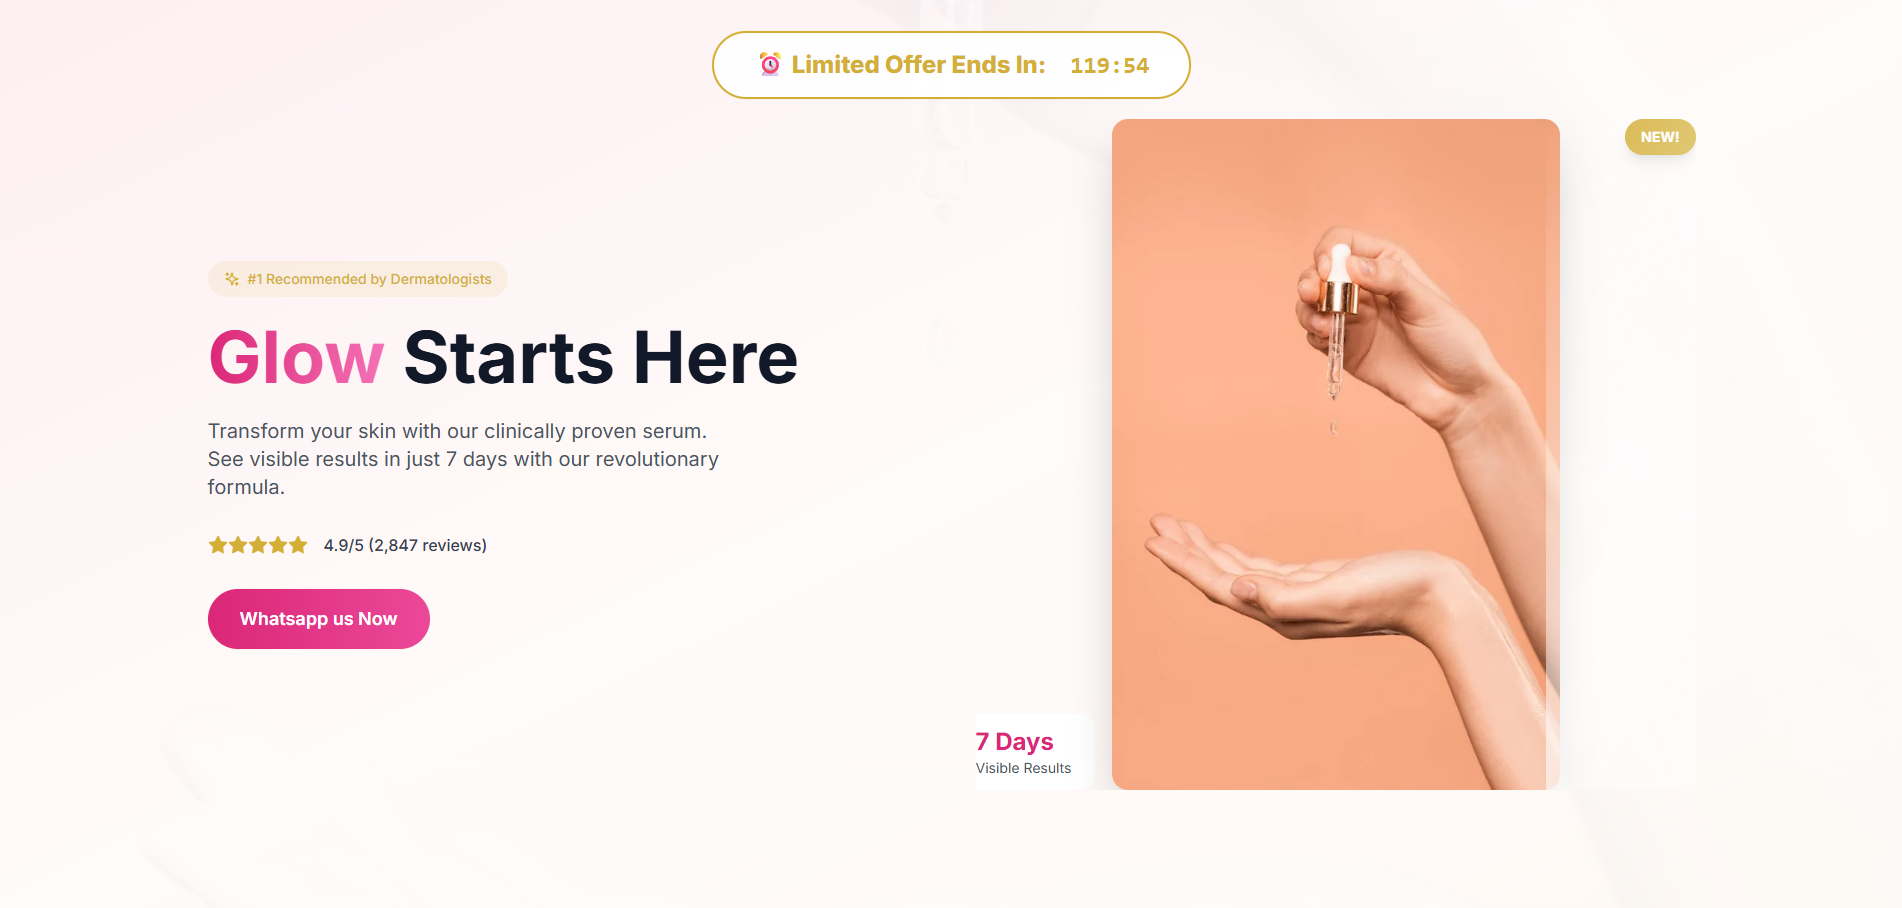 Limited Offer Ends In: 119:54
NEW!
#1 Recommended by Dermatologists
Glow Starts Here
Transform your skin with our clinically proven serum.
See visible results in just 7 days with our revolutionary
formula.
4.9/5 (2,847 reviews)
Whatsapp us Now
7 Days
Visible Results